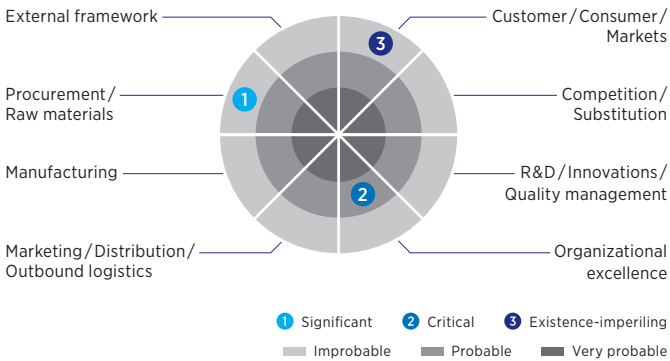 External framework
Customer/Consumer/
Markets
3
Procurement/
Raw materials
1
Competition/
Substitution
Manufacturing
R&D/Innovations/
Quality management
2
Marketing/Distribution/
Outbound logistics
Organizational
excellence
1 Significant 2 Critical 3 Existence-imperiling
Improbable Probable Very probable